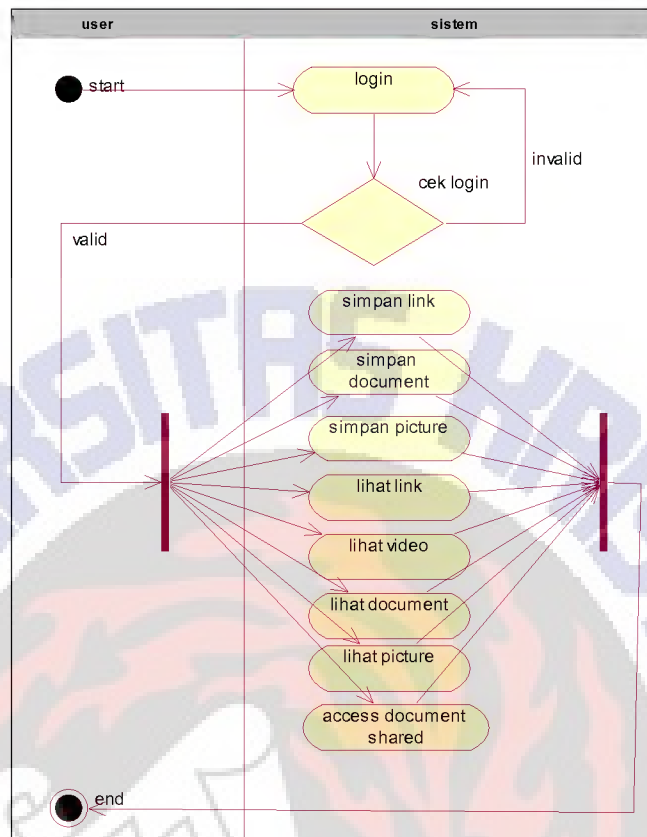 user
sistem
start
login
invalid
cek login
valid
simpan link
simpan
document
simpan picture
lihat link
lihat video
lihat document
lihat picture
access document
shared
end